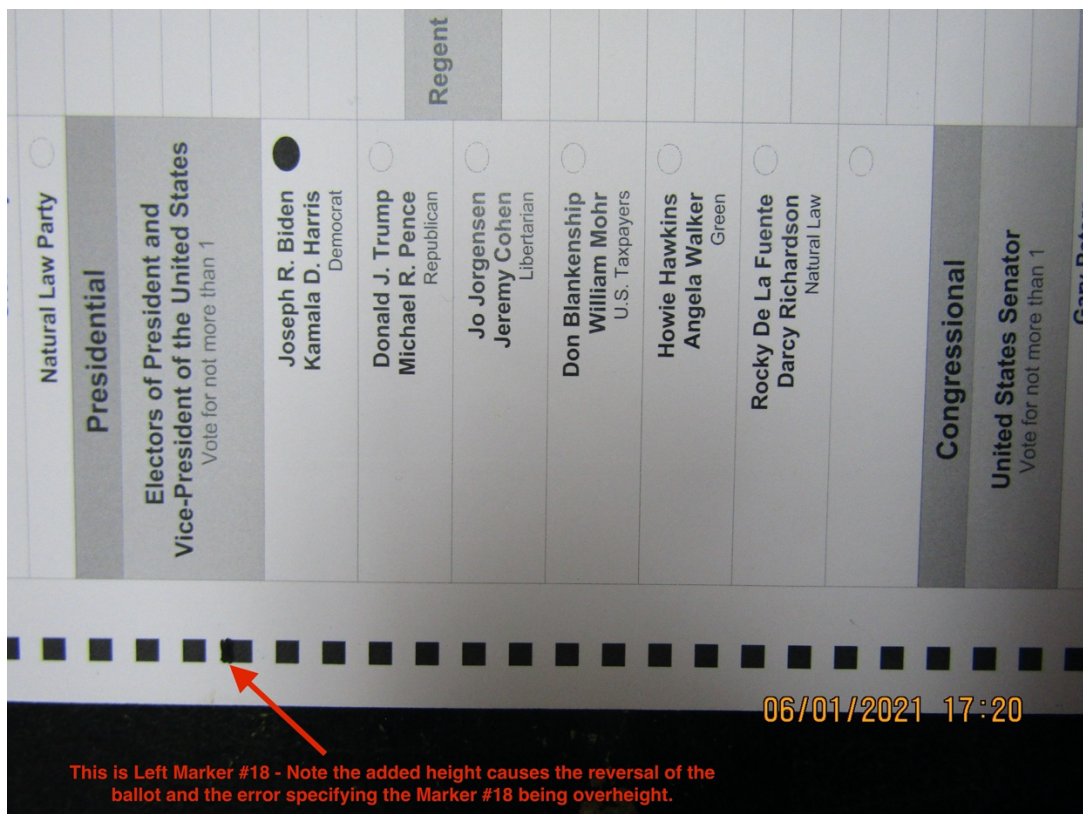 Natural Law Party
Presidential
Electors of President and
Vice-President of the United States
Vote for not more than 1
Joseph R. Biden
Kamala D. Harris
Democrat
Donald J. Trump
Michael R. Pence
Republican
Regent
Jo Jorgensen
Jeremy Cohen
Libertarian
Don Blankenship
William Mohr
U.S. Taxpayers
Howie Hawkins
Angela Walker
Green
Rocky De La Fuente
Darcy Richardson
Natural Law
Congressional
United States Senator
Vote for not more than 1
06/01/2021 17:20
This is Left Marker #18 - Note the added height causes the reversal of the
ballot and the error specifying the Marker #18 being overheight.